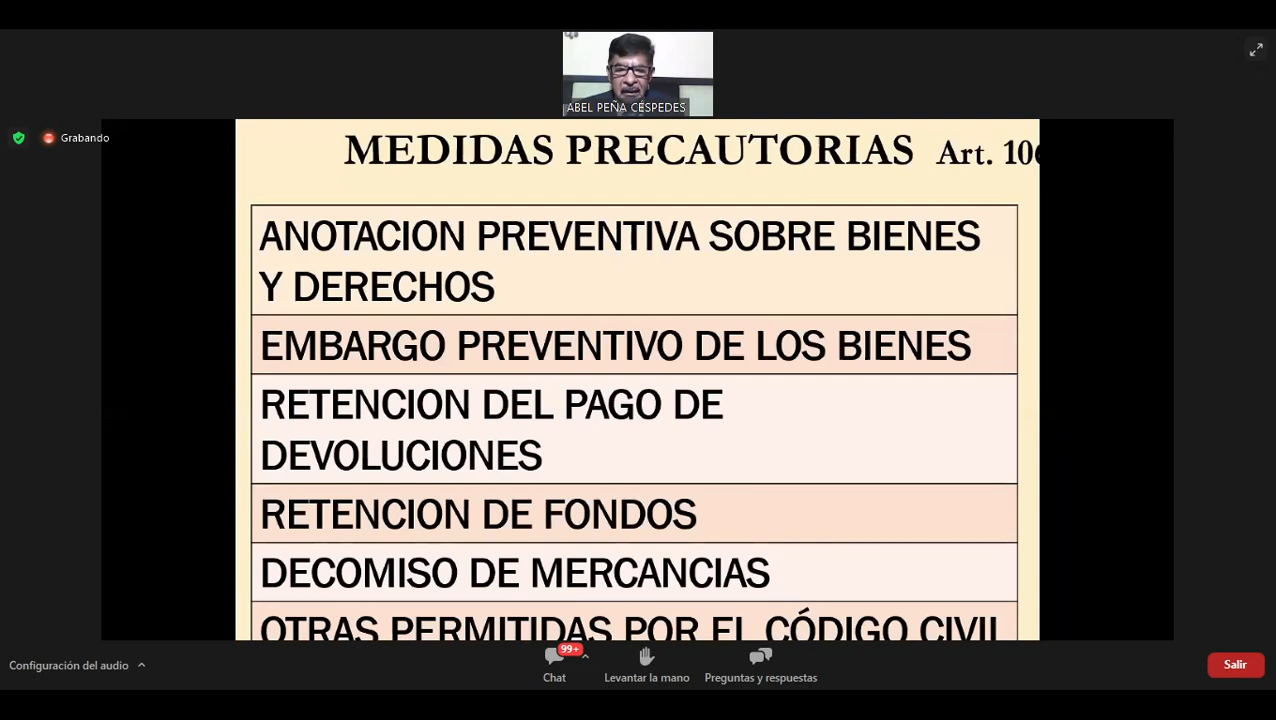 ABEL PEÑA CÉSPEDES
Grabando
MEDIDAS PRECAUTORIAS Art. 106
ANOTACION PREVENTIVA SOBRE BIENES
Y DERECHOS
EMBARGO PREVENTIVO DE LOS BIENES
RETENCION DEL PAGO DE
DEVOLUCIONES
RETENCION DE FONDOS
DECOMISO DE MERCANCIAS
OTRAS PERMITIDAS POR EL CÓDIGO CIVIL
Configuración del audio
99+
Chat
Levantar la mano
Preguntas y respuestas
Salir